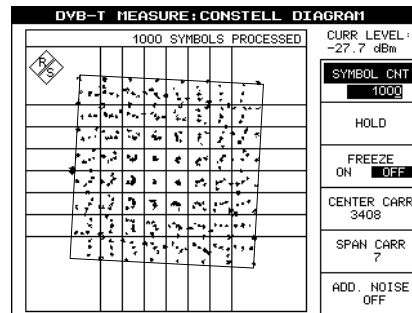 DVB-T MEASURE:CONSTELL DIAGRAM
1000 SYMBOLS PROCESSED
R
S
CURR LEVEL:
-27.7 dBm
SYMBOL CNT
1000
HOLD
FREEZE
ON OFF
CENTER CARR
3408
SPAN CARR
7
ADD. NOISE
OFF